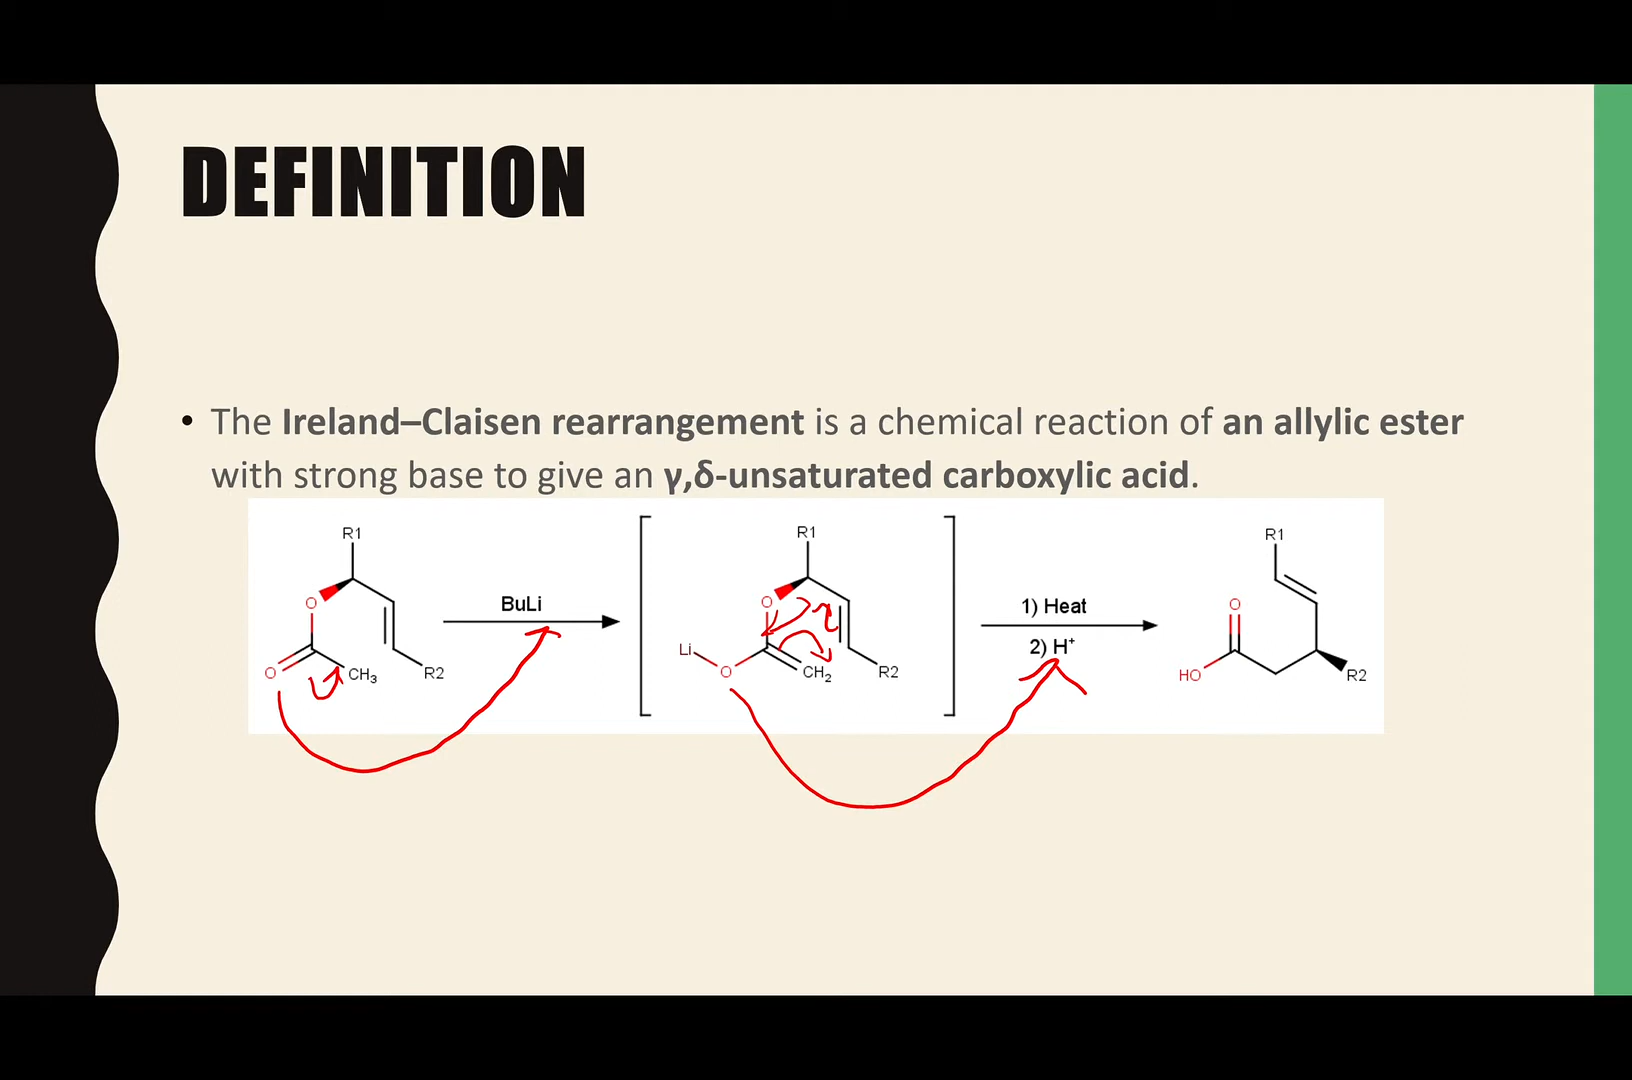 DEFINITION
• The Ireland–Claisen rearrangement is a chemical reaction of an allylic ester
with strong base to give an γ,δ-unsaturated carboxylic acid.
R1
O
O
CH₃
R2
BuLi
R1
O
Li
O
CH₂
R2
1) Heat
2) H⁺
R1
O
HO
R2